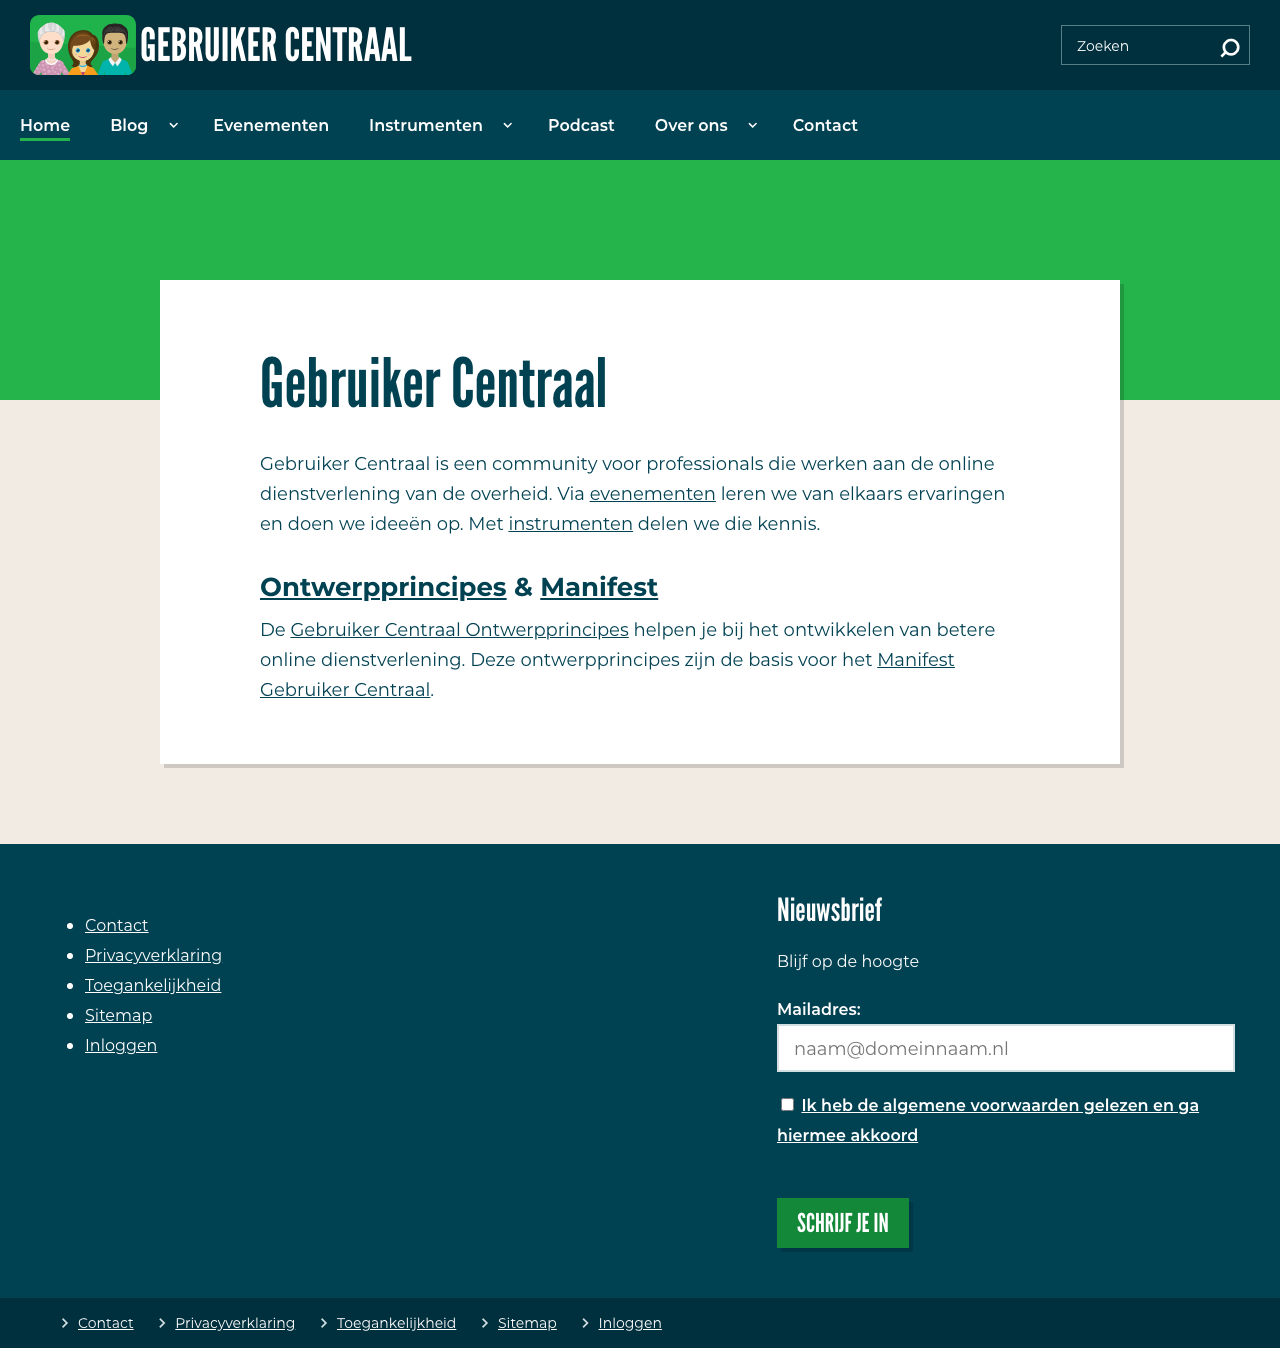 GEBRUIKER CENTRAAL
Zoeken
Home Blog Evenementen Instrumenten Podcast Over ons Contact
Gebruiker Centraal
Gebruiker Centraal is een community voor professionals die werken aan de online
dienstverlening van de overheid. Via evenementen leren we van elkaars ervaringen
en doen we ideeën op. Met instrumenten delen we die kennis.
Ontwerpprincipes & Manifest
De Gebruiker Centraal Ontwerpprincipes helpen je bij het ontwikkelen van betere
online dienstverlening. Deze ontwerpprincipes zijn de basis voor het Manifest
Gebruiker Centraal.
Contact
Privacyverklaring
Toegankelijkheid
Sitemap
Inloggen
Nieuwsbrief
Blijf op de hoogte
Mailadres:
naam@domeinnaam.nl
Ik heb de algemene voorwaarden gelezen en ga
hiermee akkoord
SCHRIJF JE IN
Contact Privacyverklaring Toegankelijkheid Sitemap Inloggen